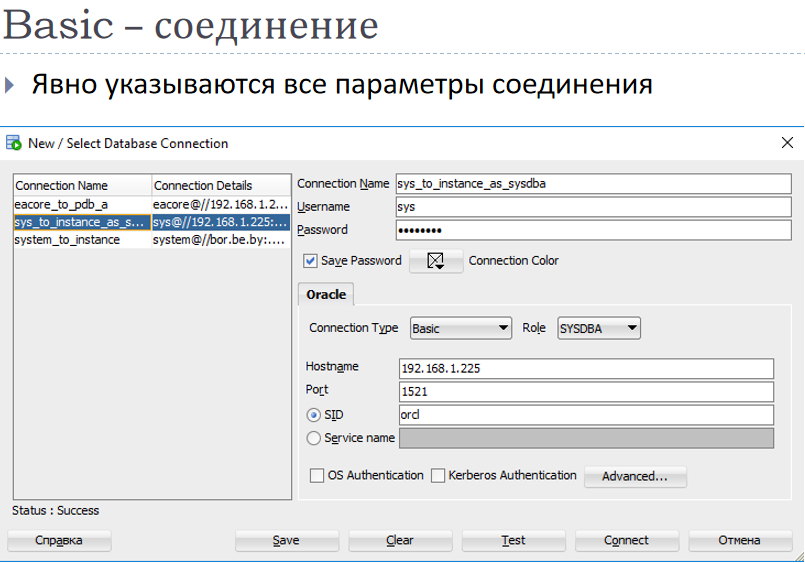 Basic – соединение
Явно указываются все параметры соединения
New / Select Database Connection
Connection Name Connection Details
eacore_to_pdb_a eacore@//192.168.1.2...
sys_to_instance_as_s... sys@//192.168.1.225:...
system_to_instance system@//bor.be.by:....
Connection Name sys_to_instance_as_sysdba
Username sys
Password ••••••••
Save Password Connection Color
Oracle
Connection Type Basic Role SYSDBA
Hostname 192.168.1.225
Port 1521
SID orcl
Service name
OS Authentication Kerberos Authentication Advanced...
Status : Success
Справка Save Clear Test Connect Отмена